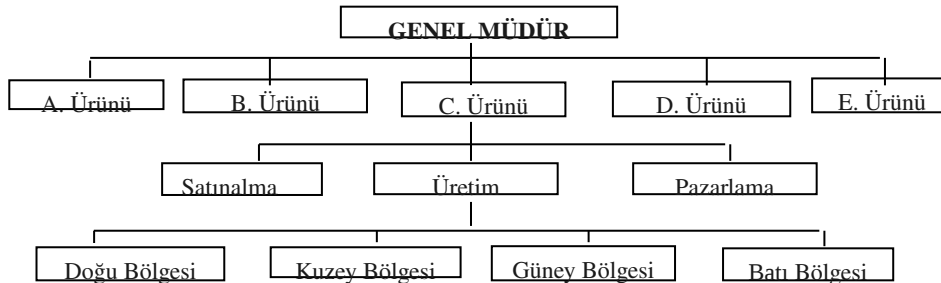 GENEL MÜDÜR
A. Ürünü B. Ürünü C. Ürünü D. Ürünü E. Ürünü
Satınalma Üretim Pazarlama
Doğu Bölgesi Kuzey Bölgesi Güney Bölgesi Batı Bölgesi